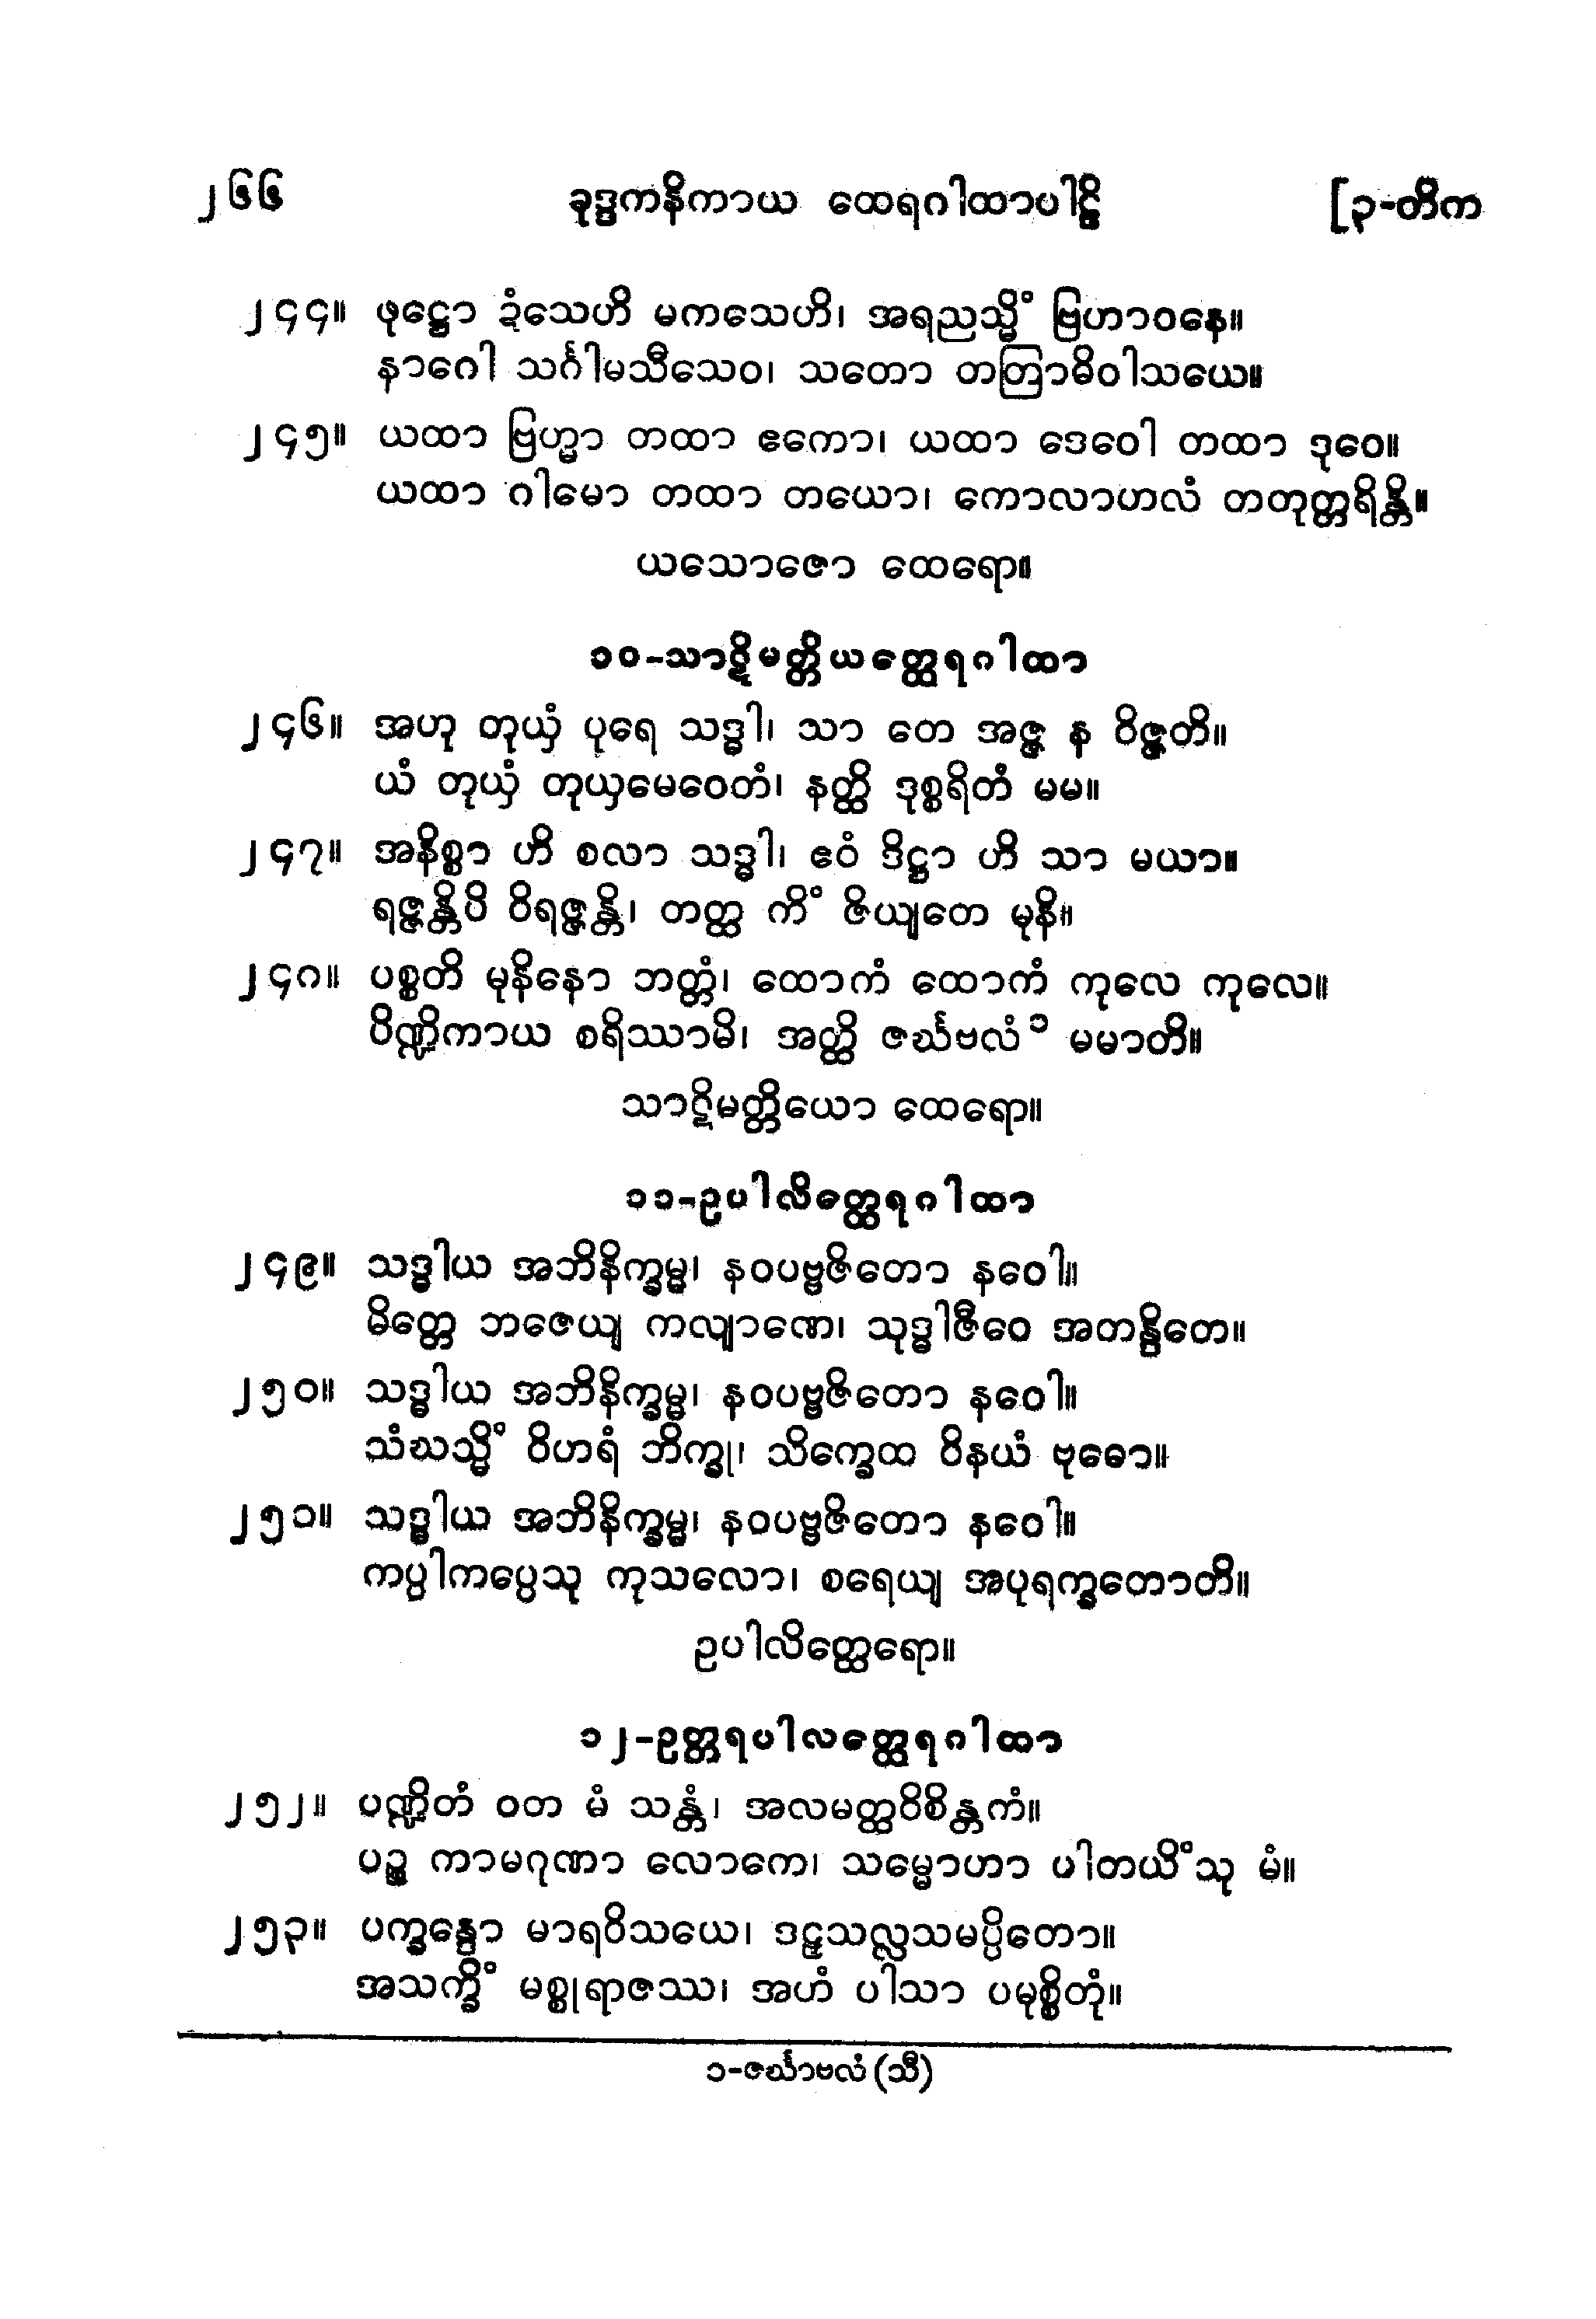 ၂၆၆ ခုဒ္ဒကနိကာယ ထေရဂါထာပါဠိ [၃-တိက
၂၄၄။ ဖုဋ္ဌော ဍံသေဟိ မကသေဟိ၊ အရညသ္မိံ ဗြဟာဝနေ။
နာဂေါ သင်္ဂါမသီသေဝ၊ သတော တတြာဓိဝါသယေ။
၂၄၅။ ယထာ ဗြဟ္မာ တထာ ဧကော၊ ယထာ ဒေဝေါ တထာ ဒုဝေ။
ယထာ ဂါမော တထာ တယော၊ ကောလာဟလံ တတုတ္တရိန္တိ။
ယသောဇော ထေရော။
၁၀-သာဋိမတ္တိယတ္ထေရဂါထာ
၂၄၆။ အဟု တုယှံ ပုရေ သဒ္ဓါ၊ သာ တေ အဇ္ဇ န ဝိဇ္ဇတိ။
ယံ တုယှံ တုယှမေဝေတံ၊ နတ္ထိ ဒုစ္စရိတံ မမ။
၂၄၇။ အနိစ္စာ ဟိ စလာ သဒ္ဓါ၊ ဧဝံ ဒိဋ္ဌာ ဟိ သာ မယာ။
ရဇ္ဇန္တိပိ ဝိရဇ္ဇန္တိ၊ တတ္ထ ကိံ ဇိယျတေ မုနိ။
၂၄၈။ ပစ္စတိ မုနိနော ဘတ္တံ၊ ထောကံ ထောကံ ကုလေ ကုလေ။
ပိဏ္ဍိကာယ စရိဿာမိ၊ အတ္ထိ ဇင်္ဃဗလံ ၁ မမာတိ။
သာဋိမတ္တိယော ထေရော။
၁၁-ဥပါလိတ္ထေရဂါထာ
၂၄၉။ သဒ္ဓါယ အဘိနိက္ခမ္မ၊ နဝပဗ္ဗဇိတော နဝေါ။
မိတ္တေ ဘဇေယျ ကလျာဏေ၊ သုဒ္ဓါဇီဝေ အတန္ဒိတေ။
၂၅၀။ သဒ္ဓါယ အဘိနိက္ခမ္မ၊ နဝပဗ္ဗဇိတော နဝေါ။
သံဃသ္မိံ ဝိဟရံ ဘိက္ခု၊ သိက္ခေထ ဝိနယံ ဗုဓော။
၂၅၁။ သဒ္ဓါယ အဘိနိက္ခမ္မ၊ နဝပဗ္ဗဇိတော နဝေါ။
ကပ္ပါကပ္ပေသု ကုသလော၊ စရေယျ အပုရက္ခတောတိ။
ဥပါလိတ္ထေရော။
၁၂-ဥတ္တရပါလတ္ထေရဂါထာ
၂၅၂။ ပဏ္ဍိတံ ဝတ မံ သန္တံ၊ အလမတ္ထဝိစိန္တကံ။
ပဉ္စ ကာမဂုဏာ လောကေ၊ သမ္မောဟာ ပါတယိံသု မံ။
၂၅၃။ ပက္ခန္ဒော မာရဝိသယေ၊ ဒဠှသလ္လသမပ္ပိတော။
အသက္ခိံ မစ္စုရာဇဿ၊ အဟံ ပါသာ ပမုစ္စိတုံ။
၁-ဇင်္ဃာဗလံ (သီ)